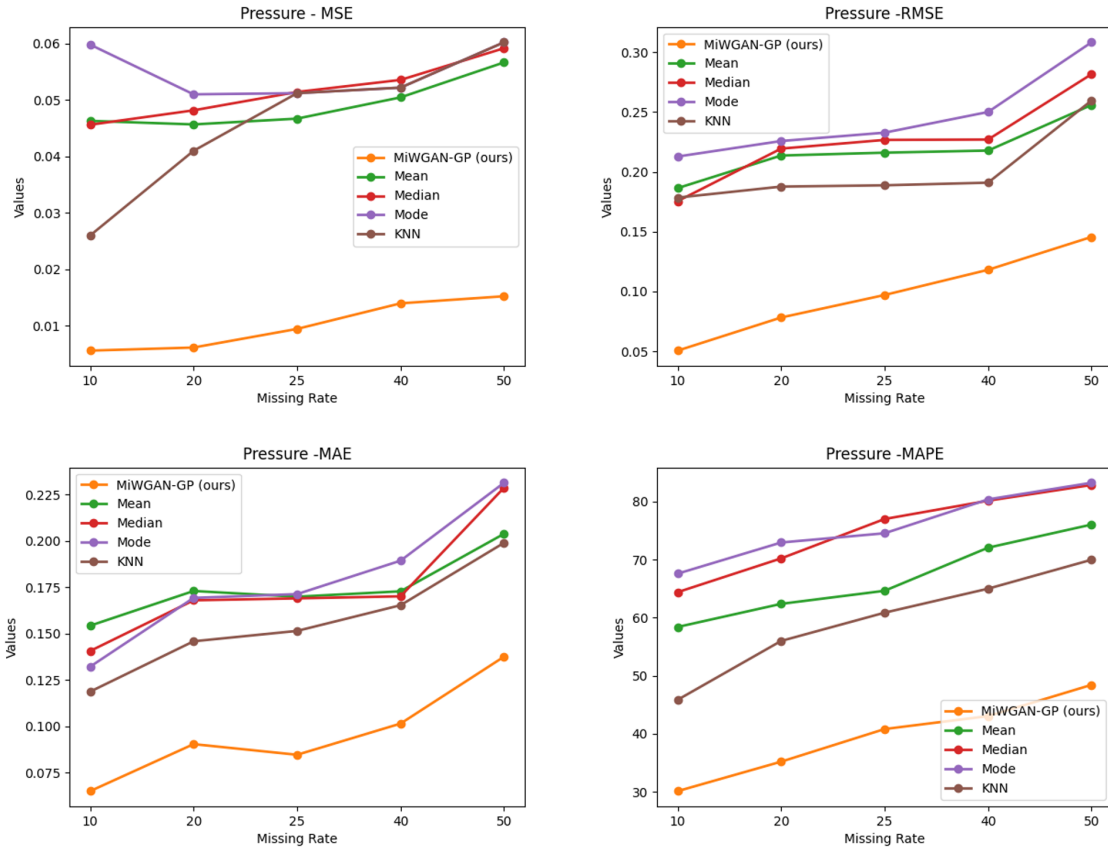 Pressure - MSE
Values
0.06
0.05
0.04
0.03
0.02
0.01
MiWGAN-GP (ours)
Mean
Median
Mode
KNN
10 20 25 40 50
Missing Rate
Pressure -RMSE
Values
0.30
0.25
0.20
0.15
0.10
0.05
MiWGAN-GP (ours)
Mean
Median
Mode
KNN
10 20 25 40 50
Missing Rate
Pressure -MAE
Values
0.225
0.200
0.175
0.150
0.125
0.100
0.075
MiWGAN-GP (ours)
Mean
Median
Mode
KNN
10 20 25 40 50
Missing Rate
Pressure -MAPE
Values
80
70
60
50
40
30
MiWGAN-GP (ours)
Mean
Median
Mode
KNN
10 20 25 40 50
Missing Rate